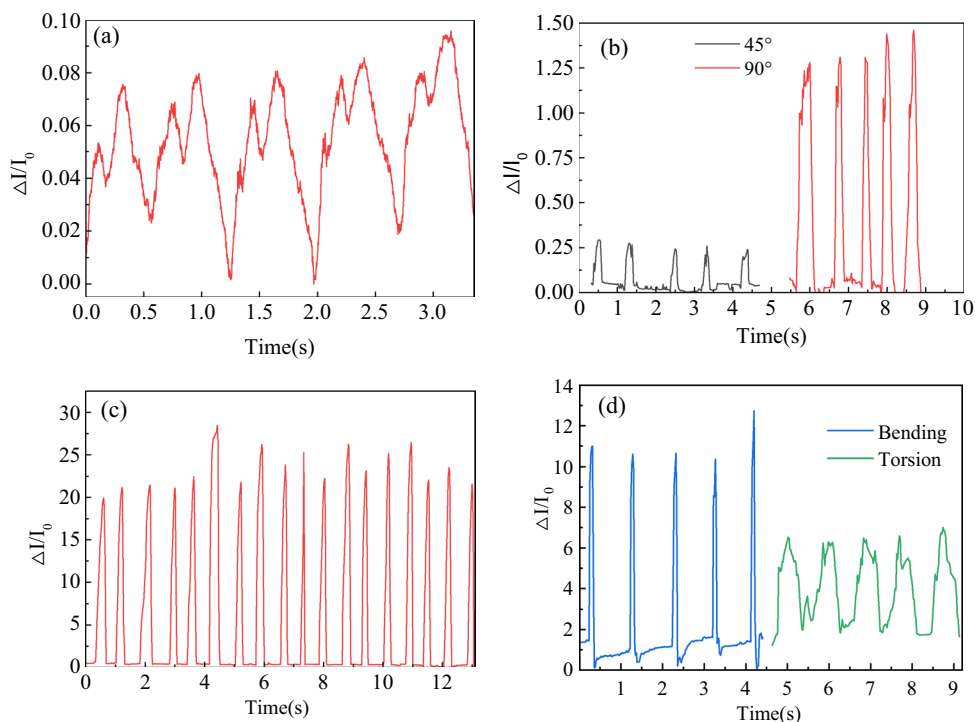 (a)
0.10
0.08
0.06
0.04
0.02
0.00
△I/I0
0.0 0.5 1.0 1.5 2.0 2.5 3.0
Time(s)
(b)
45°
90°
1.50
1.25
1.00
0.75
0.50
0.25
0.00
△I/I0
0 1 2 3 4 5 6 7 8 9 10
Time(s)
(c)
30
25
20
15
10
5
0
△I/I0
0 2 4 6 8 10 12
Time(s)
(d)
Bending
Torsion
14
12
10
8
6
4
2
0
△I/I0
1 2 3 4 5 6 7 8 9
Time(s)